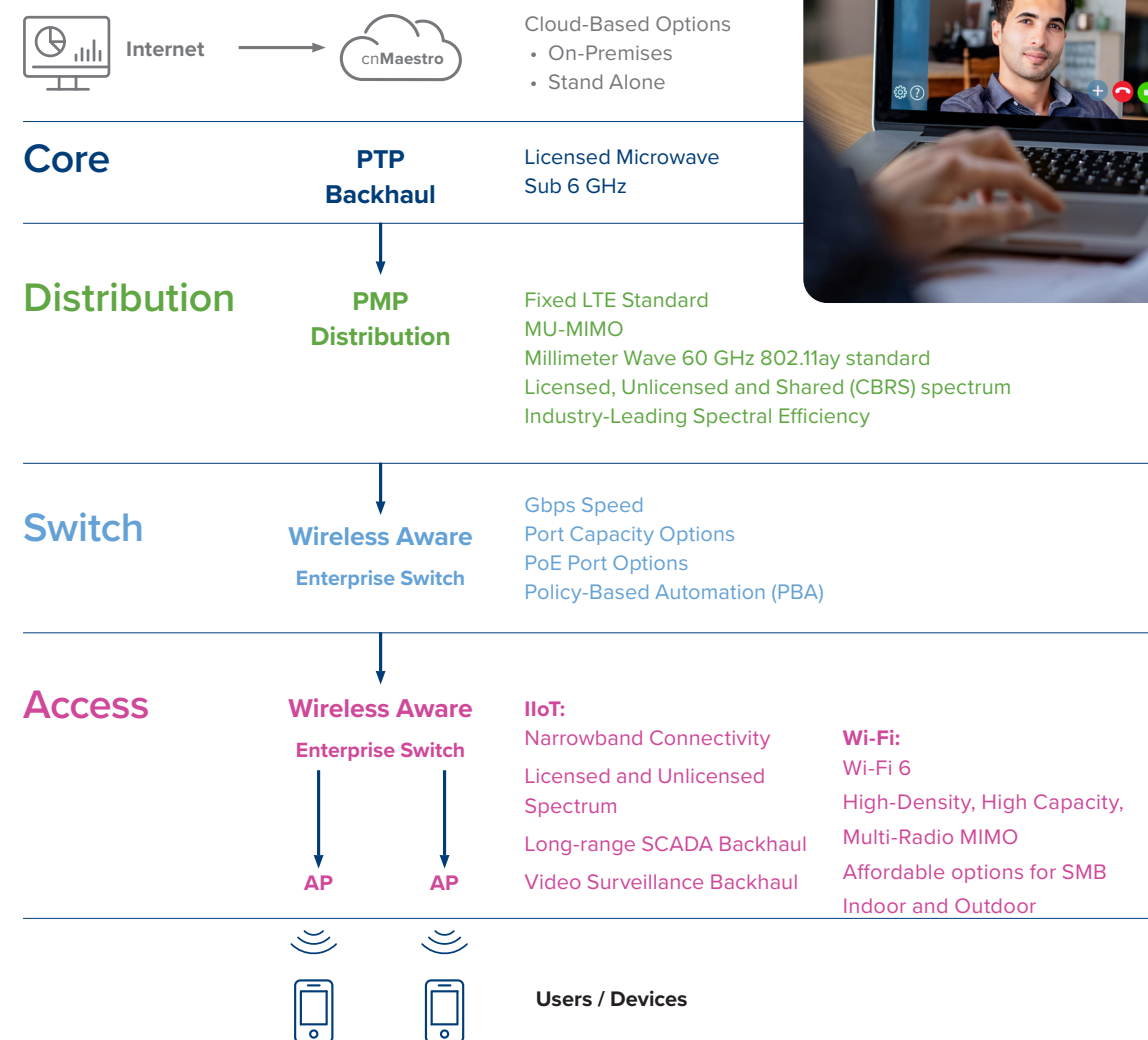 Internet
cnMaestro
Cloud-Based Options
• On-Premises
• Stand Alone
Core
PTP
Backhaul
Licensed Microwave
Sub 6 GHz
Distribution
PMP
Distribution
Fixed LTE Standard
MU-MIMO
Millimeter Wave 60 GHz 802.11ay standard
Licensed, Unlicensed and Shared (CBRS) spectrum
Industry-Leading Spectral Efficiency
Switch
Wireless Aware
Enterprise Switch
Gbps Speed
Port Capacity Options
PoE Port Options
Policy-Based Automation (PBA)
Access
Wireless Aware
Enterprise Switch
AP
AP
IIoT:
Narrowband Connectivity
Licensed and Unlicensed
Spectrum
Long-range SCADA Backhaul
Video Surveillance Backhaul
Wi-Fi:
Wi-Fi 6
High-Density, High Capacity,
Multi-Radio MIMO
Affordable options for SMB
Indoor and Outdoor
Users / Devices